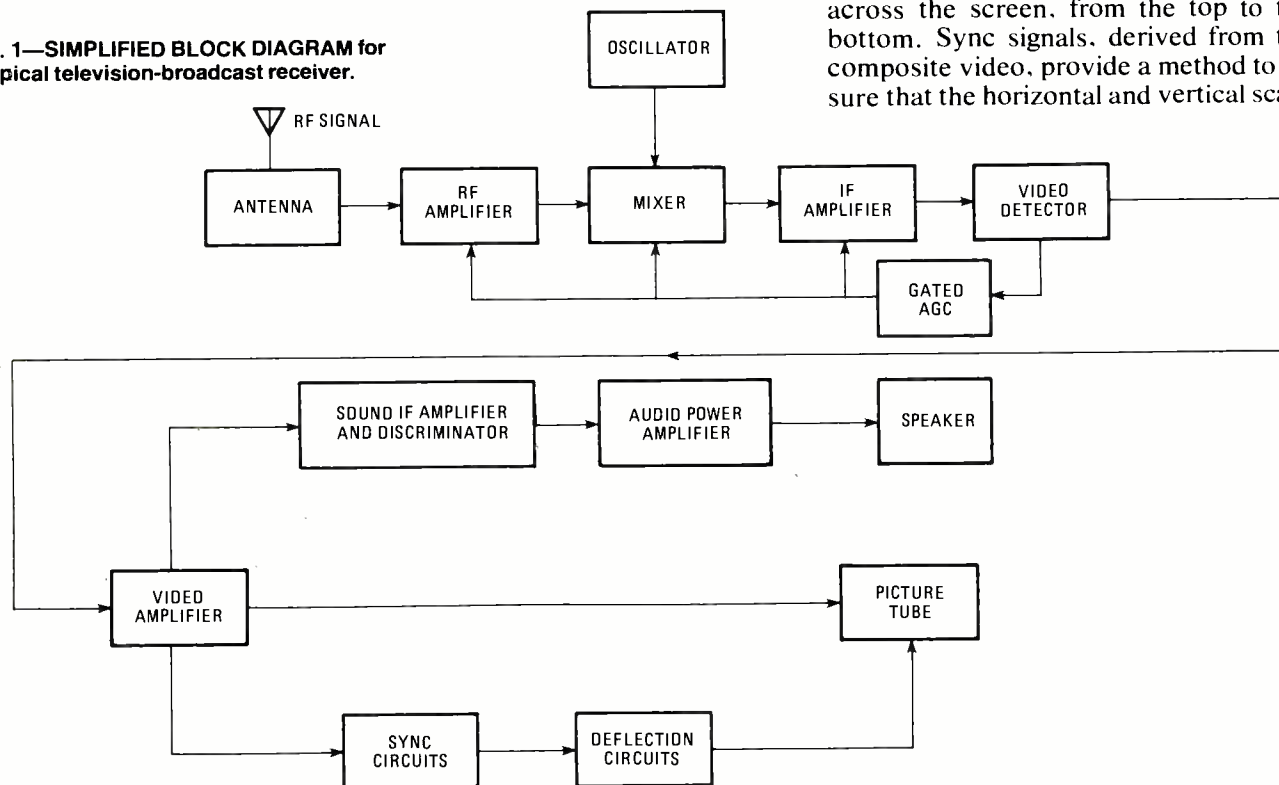 . 1—SIMPLIFIED BLOCK DIAGRAM for
pical television-broadcast receiver.
across the screen, from the top to t
bottom. Sync signals, derived from t
composite video, provide a method to
sure that the horizontal and vertical sca
OSCILLATOR
RF SIGNAL
ANTENNA
RF
AMPLIFIER
MIXER
IF
AMPLIFIER
VIDEO
DETECTOR
GATED
AGC
SOUND IF AMPLIFIER
AND DISCRIMINATOR
AUDIO POWER
AMPLIFIER
SPEAKER
VIDEO
AMPLIFIER
PICTURE
TUBE
SYNC
CIRCUITS
DEFLECTION
CIRCUITS